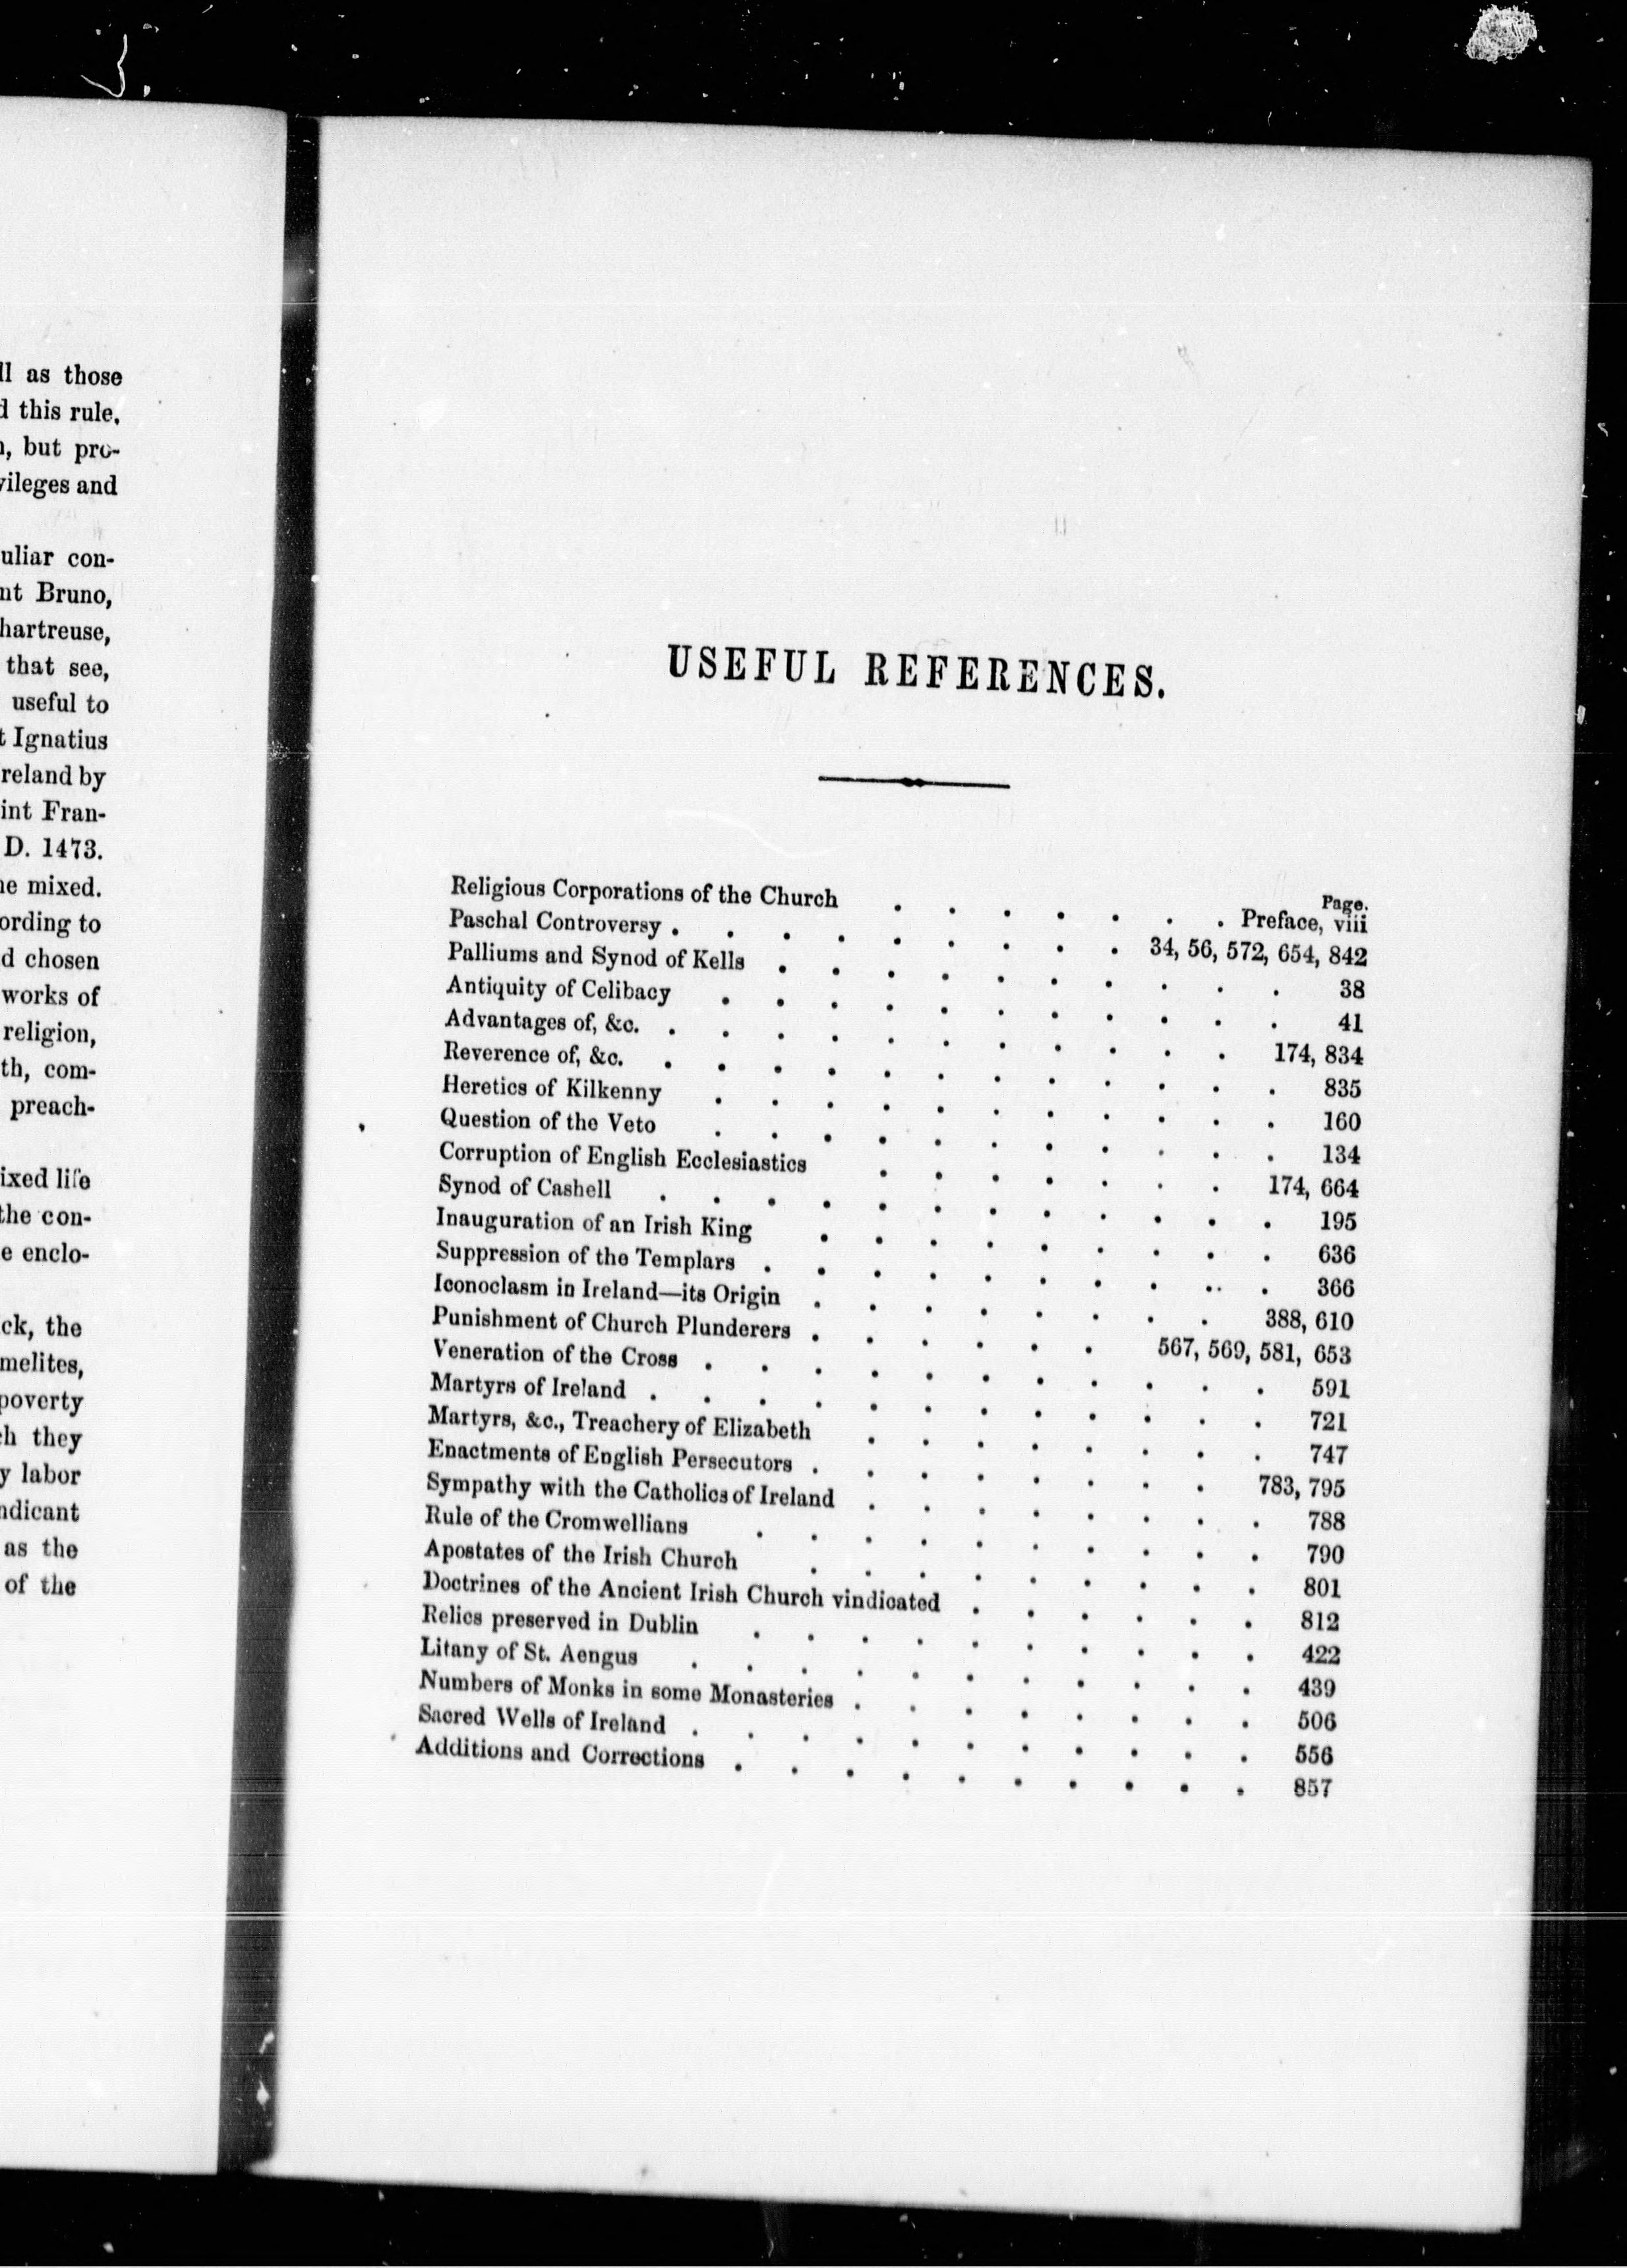 ll as those
d this rule,
n, but pro-
vileges and
uliar con-
nt Bruno,
hartreuse,
that see,
useful to
t Ignatius
reland by
int Fran-
D. 1473.
ne mixed.
ording to
d chosen
works of
religion,
th, com-
preach-
ixed life
the con-
e enclo-
ck, the
melites,
poverty
ch they
y labor
ndicant
as the
of the
USEFUL REFERENCES.
Page.
Religious Corporations of the Church . . . . . . . Preface, viii
Paschal Controversy . . . . . . . . . 34, 56, 572, 654, 842
Palliums and Synod of Kells . . . . . . . . . . 38
Antiquity of Celibacy . . . . . . . . . . . 41
Advantages of, &c. . . . . . . . . . . . 174, 834
Reverence of, &c. . . . . . . . . . . . . 835
Heretics of Kilkenny . . . . . . . . . . . 160
Question of the Veto . . . . . . . . . . . 134
Corruption of English Ecclesiastics . . . . . . . 174, 664
Synod of Cashell . . . . . . . . . . . . 195
Inauguration of an Irish King . . . . . . . . . 636
Suppression of the Templars . . . . . . . . . . 366
Iconoclasm in Ireland—its Origin . . . . . . . . 388, 610
Punishment of Church Plunderers . . . . . . 567, 569, 581, 653
Veneration of the Cross . . . . . . . . . . . 591
Martyrs of Ireland . . . . . . . . . . . . 721
Martyrs, &c., Treachery of Elizabeth . . . . . . . . 747
Enactments of English Persecutors . . . . . . . . 783, 795
Sympathy with the Catholics of Ireland . . . . . . . . 788
Rule of the Cromwellians . . . . . . . . . . 790
Apostates of the Irish Church . . . . . . . . . 801
Doctrines of the Ancient Irish Church vindicated . . . . . . 812
Relics preserved in Dublin . . . . . . . . . . 422
Litany of St. Aengus . . . . . . . . . . . 439
Numbers of Monks in some Monasteries . . . . . . . . 506
Sacred Wells of Ireland . . . . . . . . . . . 556
Additions and Corrections . . . . . . . . . . 857